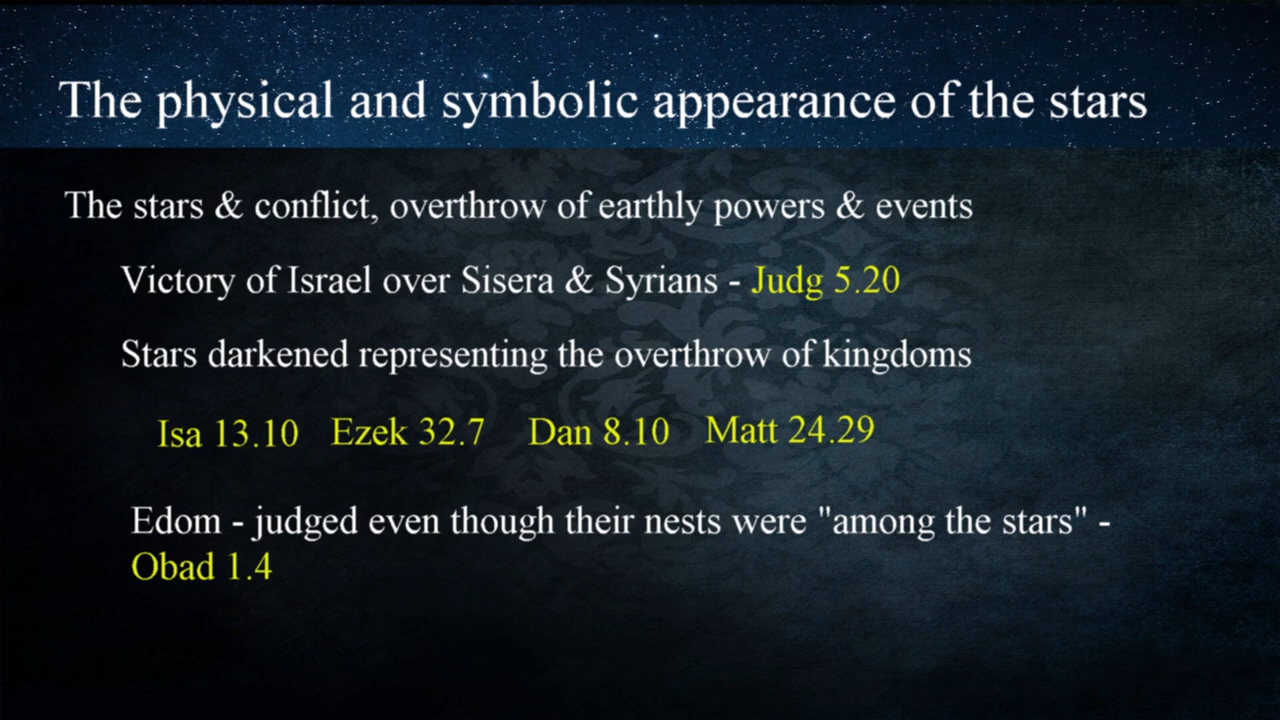 The physical and symbolic appearance of the stars
The stars & conflict, overthrow of earthly powers & events
Victory of Israel over Sisera & Syrians - Judg 5.20
Stars darkened representing the overthrow of kingdoms
Isa 13.10 Ezek 32.7 Dan 8.10 Matt 24.29
Edom - judged even though their nests were "among the stars" -
Obad 1.4